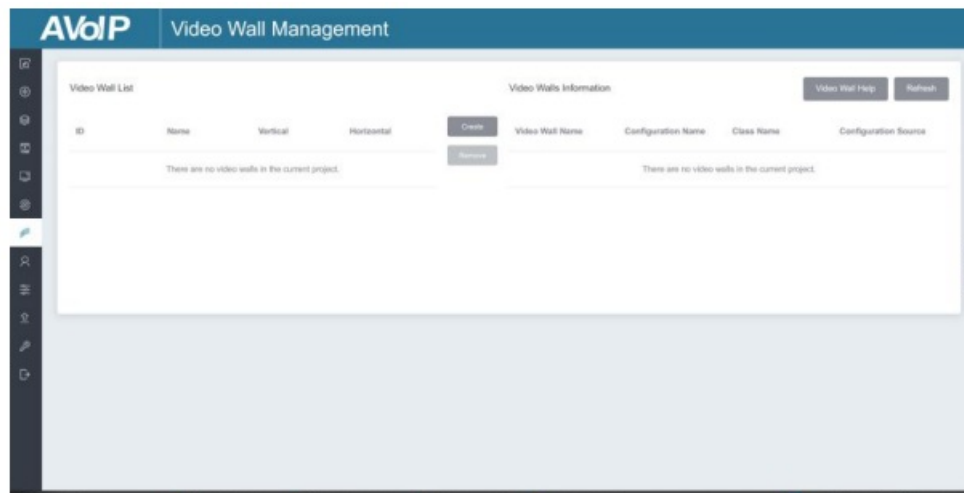 AVoIP Video Wall Management
Video Wall List
Video Walls Information
Video Wall Help
Refresh
ID Name Vertical Horizontal
Create
Remove
Video Wall Name Configuration Name Class Name Configuration Source
There are no video walls in the current project.
There are no video walls in the current project.